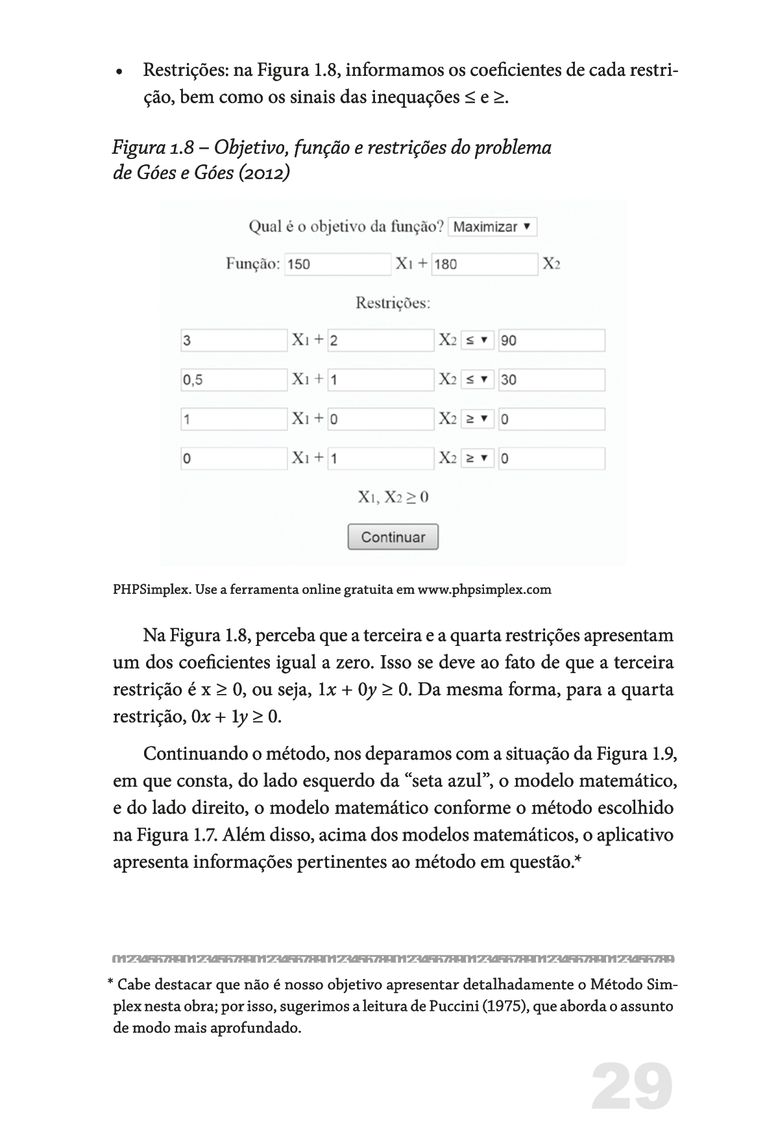 • Restrições: na Figura 1.8, informamos os coeficientes de cada restri-
ção, bem como os sinais das inequações ≤ e ≥.
Figura 1.8 – Objetivo, função e restrições do problema
de Góes e Góes (2012)
Qual é o objetivo da função? Maximizar ▼
Função: 150 X1 + 180 X2
Restrições:
3 X1 + 2 X2 ≤ ▼ 90
0,5 X1 + 1 X2 ≤ ▼ 30
1 X1 + 0 X2 ≥ ▼ 0
0 X1 + 1 X2 ≥ ▼ 0
X1, X2 ≥ 0
Continuar
PHPSimplex. Use a ferramenta online gratuita em www.phpsimplex.com
Na Figura 1.8, perceba que a terceira e a quarta restrições apresentam
um dos coeficientes igual a zero. Isso se deve ao fato de que a terceira
restrição é x ≥ 0, ou seja, 1x + 0y ≥ 0. Da mesma forma, para a quarta
restrição, 0x + 1y ≥ 0.
Continuando o método, nos deparamos com a situação da Figura 1.9,
em que consta, do lado esquerdo da “seta azul”, o modelo matemático,
e do lado direito, o modelo matemático conforme o método escolhido
na Figura 1.7. Além disso, acima dos modelos matemáticos, o aplicativo
apresenta informações pertinentes ao método em questão.*
0123456789012345678901234567890123456789012345678901234567890123456789
* Cabe destacar que não é nosso objetivo apresentar detalhadamente o Método Sim-
plex nesta obra; por isso, sugerimos a leitura de Puccini (1975), que aborda o assunto
de modo mais aprofundado.
29